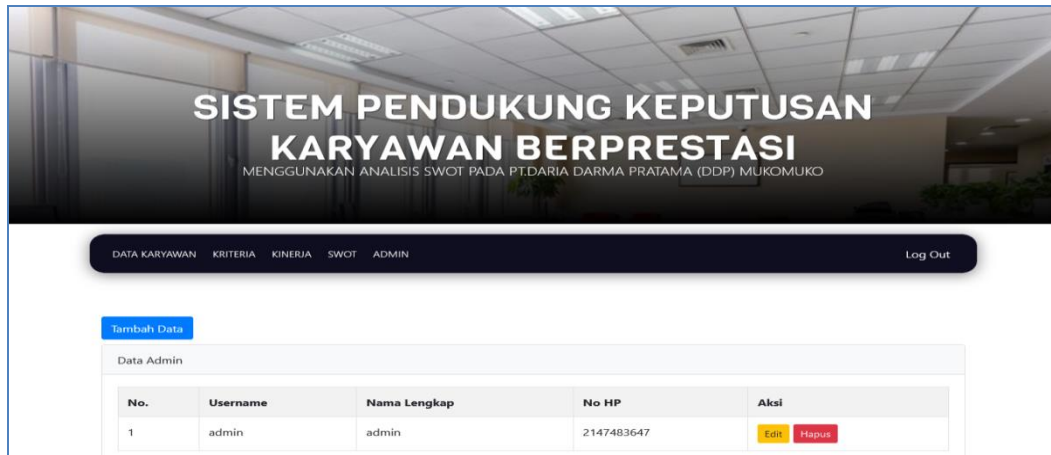 SISTEM PENDUKUNG KEPUTUSAN
KARYAWAN BERPRESTASI
MENGGUNAKAN ANALISIS SWOT PADA PT.DARIA DARMA PRATAMA (DDP) MUKOMUKO
DATA KARYAWAN KRITERIA KINERJA SWOT ADMIN Log Out
Tambah Data
Data Admin
No. Username Nama Lengkap No HP Aksi
1 admin admin 2147483647 Edit Hapus